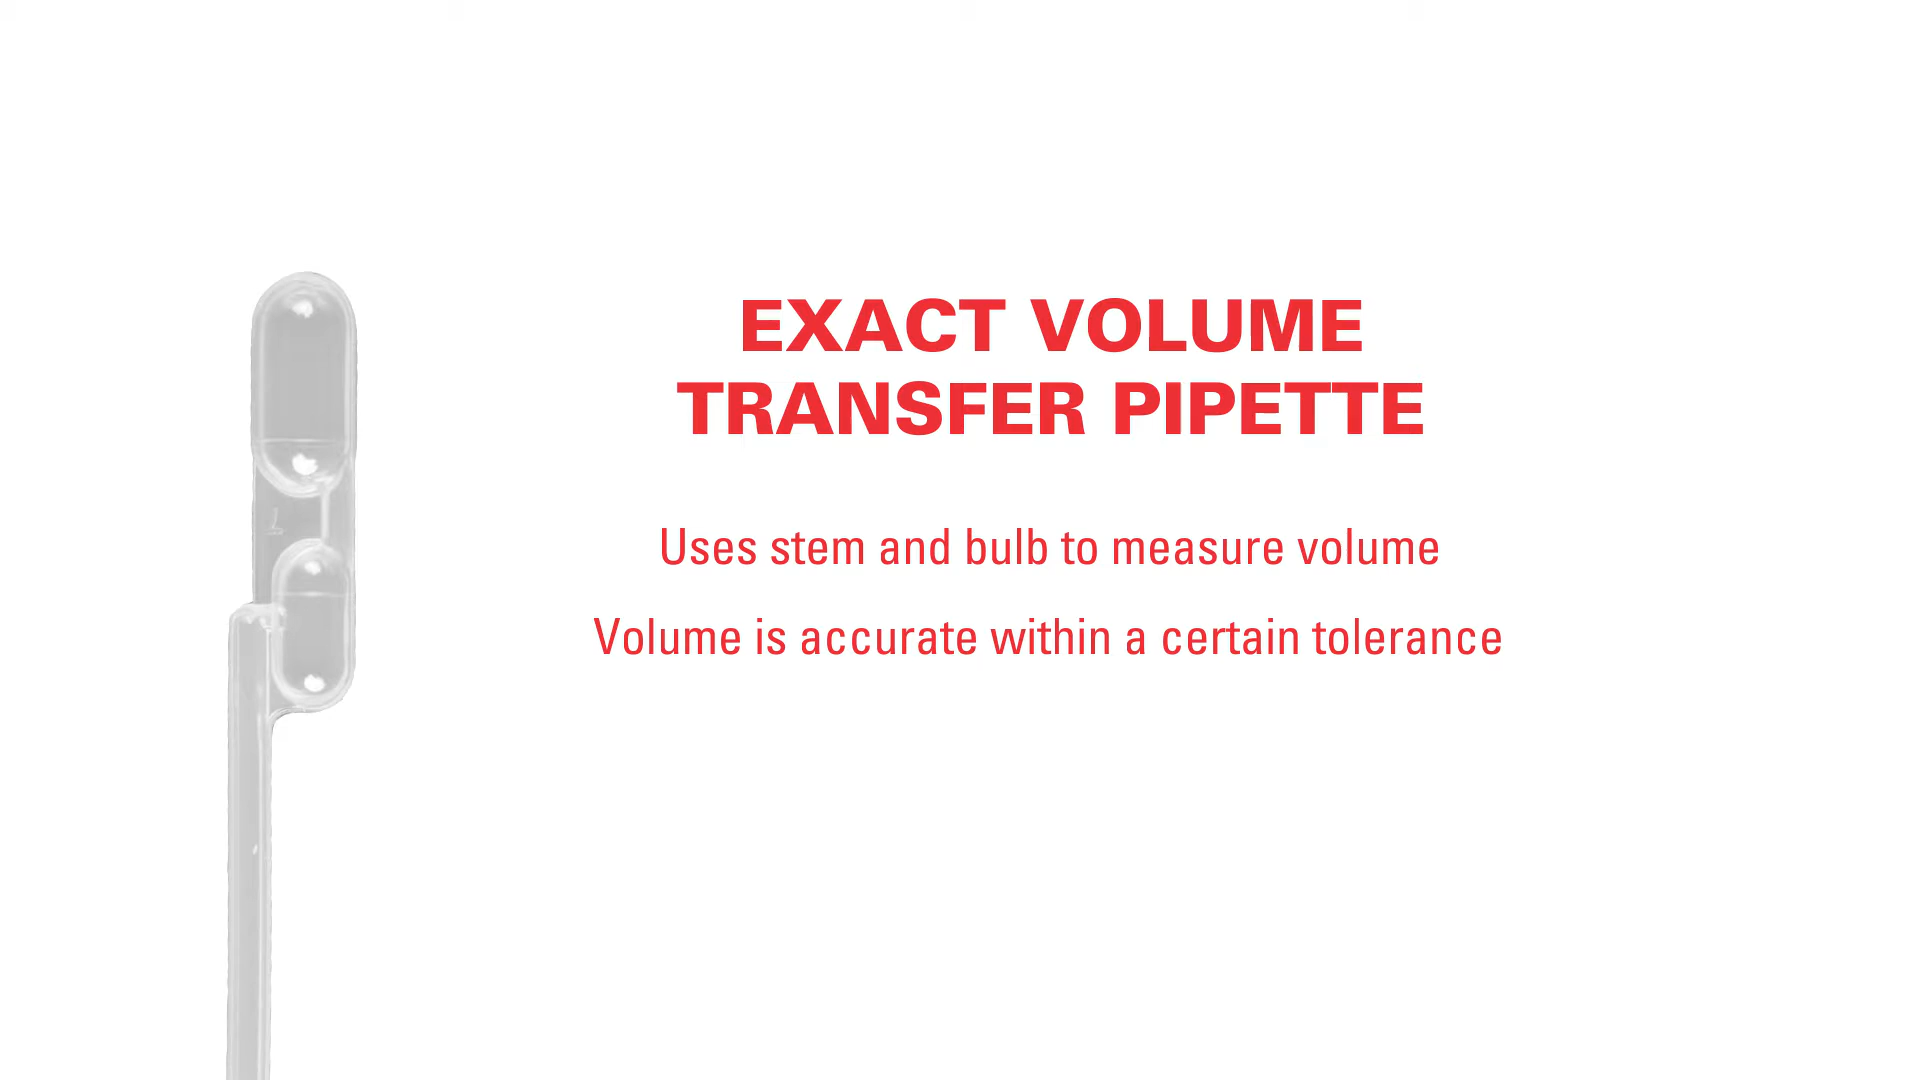 EXACT VOLUME
TRANSFER PIPETTE
Uses stem and bulb to measure volume
Volume is accurate within a certain tolerance